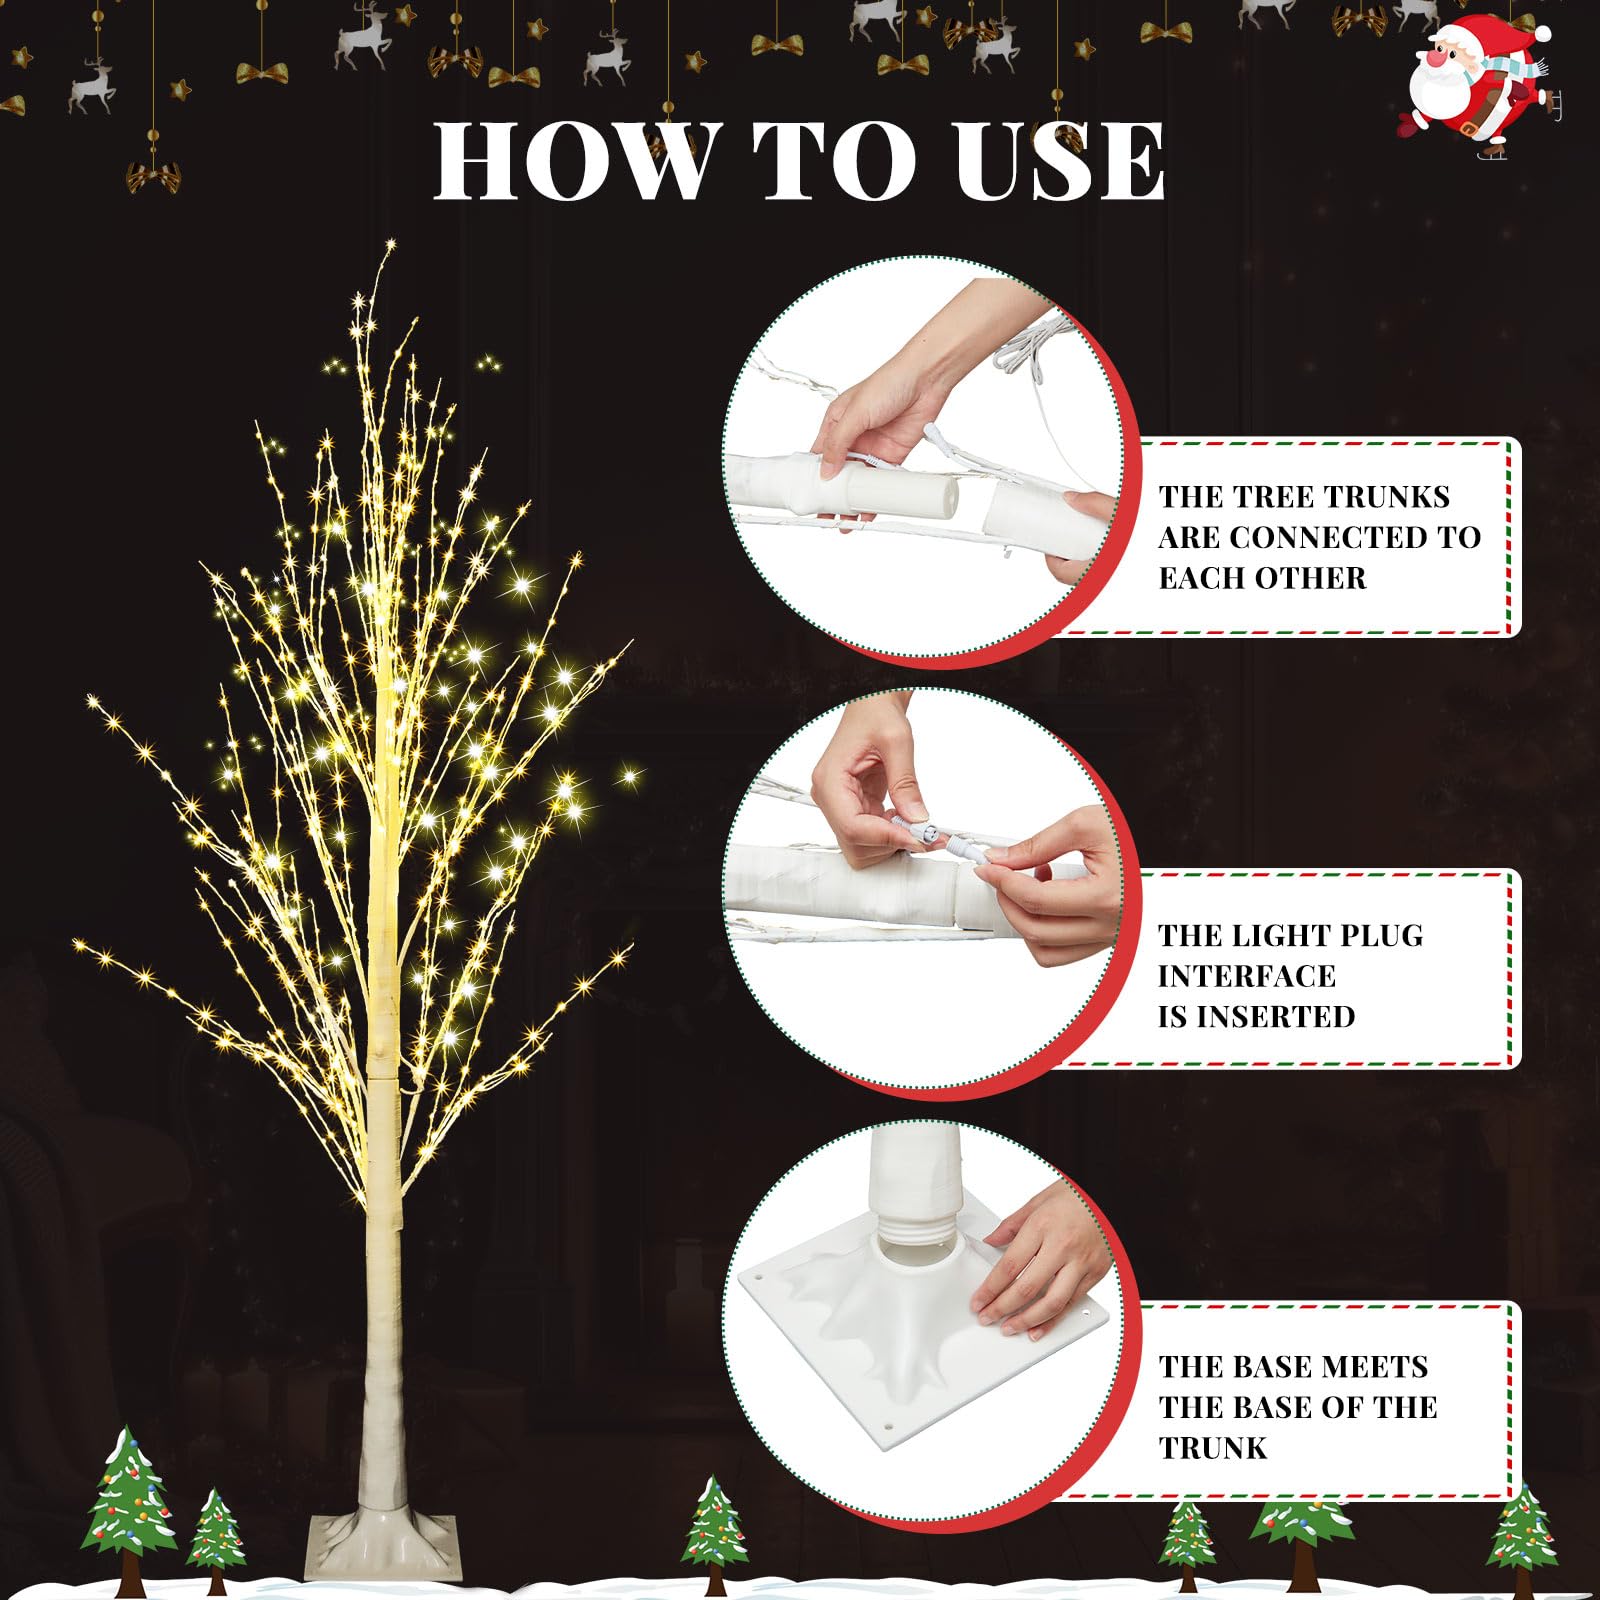 HOW TO USE
THE TREE TRUNKS
ARE CONNECTED TO
EACH OTHER
THE LIGHT PLUG
INTERFACE
IS INSERTED
THE BASE MEETS
THE BASE OF THE
TRUNK